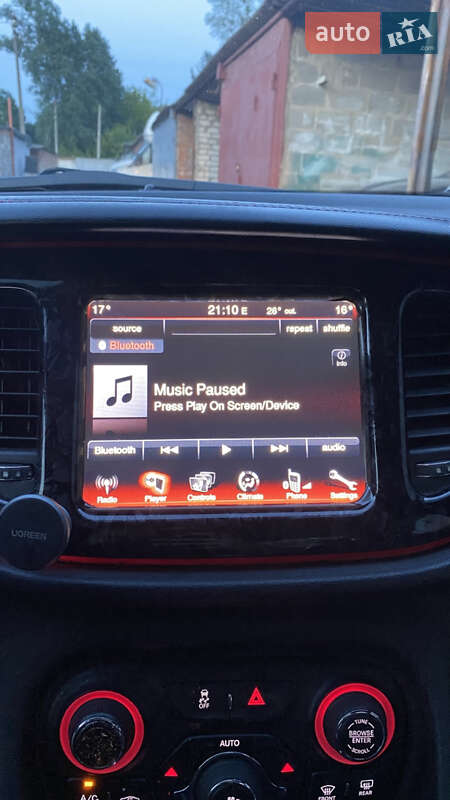 auto RIA
.com
17° 21:10 E 26° out. 16°
source repeat shuffle
Bluetooth
Info
Music Paused
Press Play On Screen/Device
Bluetooth audio
Radio Player Controls Climate Phone Settings
UGREEN
OFF
AUTO
TUNE
BROWSE
ENTER
SCROLL
A/C
FRONT REAR